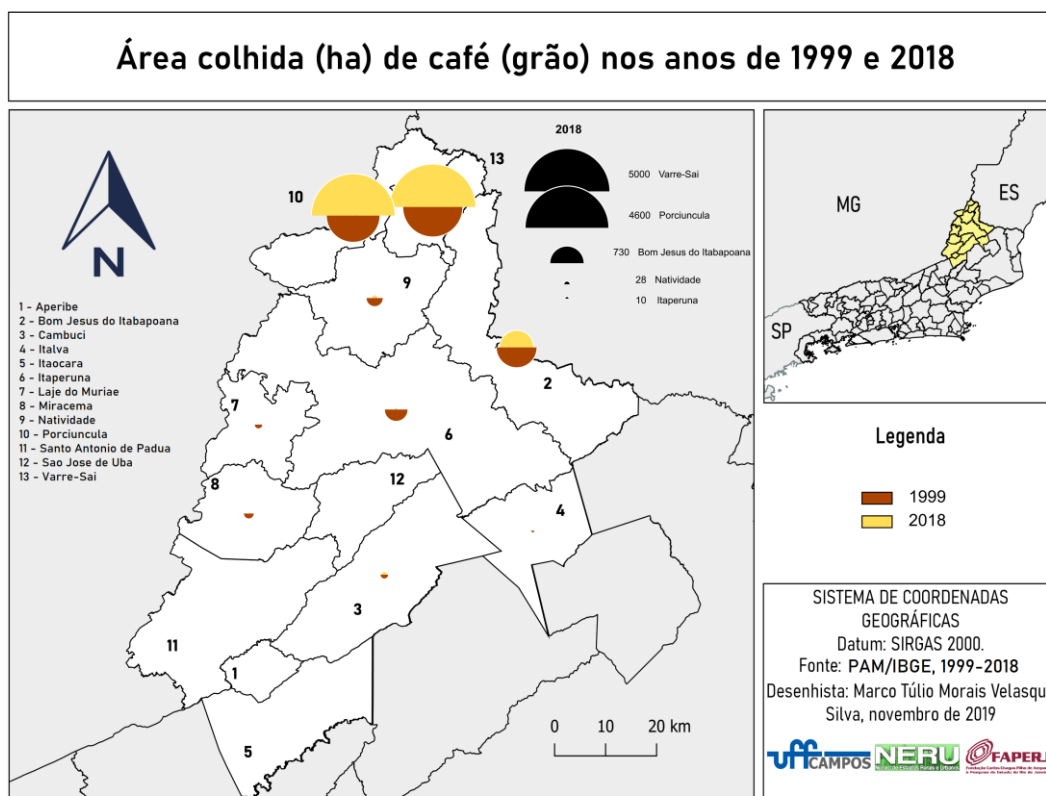 Área colhida (ha) de café (grão) nos anos de 1999 e 2018
N
1 - Aperibe
2 - Bom Jesus do Itabapoana
3 - Cambuci
4 - Italva
5 - Itaocara
6 - Itaperuna
7 - Laje do Muriae
8 - Miracema
9 - Natividade
10 - Porciuncula
11 - Santo Antonio de Padua
12 - Sao Jose de Uba
13 - Varre-Sai
2018
5000 Varre-Sai
4600 Porciuncula
730 Bom Jesus do Itabapoana
28 Natividade
10 Itaperuna
13
10
9
2
7
6
12
8
4
3
11
1
5
0 10 20 km
MG
ES
SP
Legenda
1999
2018
SISTEMA DE COORDENADAS
GEOGRÁFICAS
Datum: SIRGAS 2000.
Fonte: PAM/IBGE, 1999-2018
Desenhista: Marco Túlio Morais Velasqu
Silva, novembro de 2019
uff CAMPOS
NERU
FAPERJ